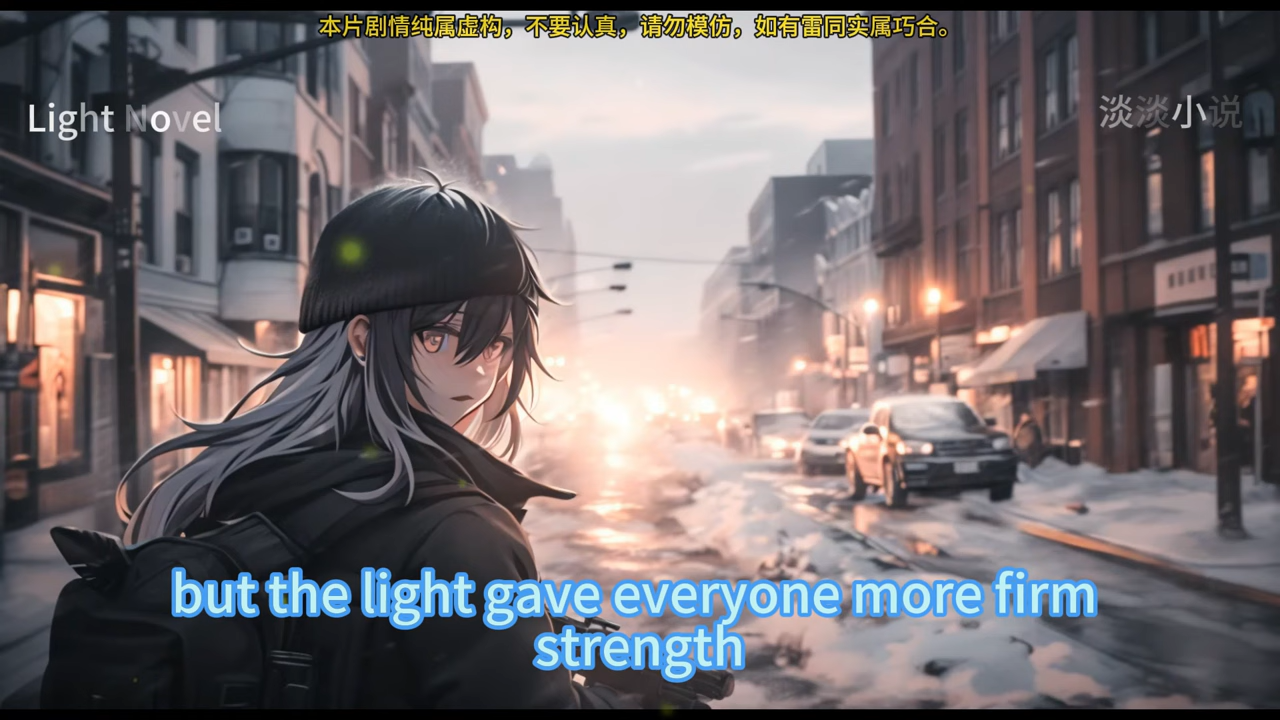 本片剧情纯属虚构，不要认真，请勿模仿，如有雷同实属巧合。
Light Novel
淡淡小说
but the light gave everyone more firm
strength